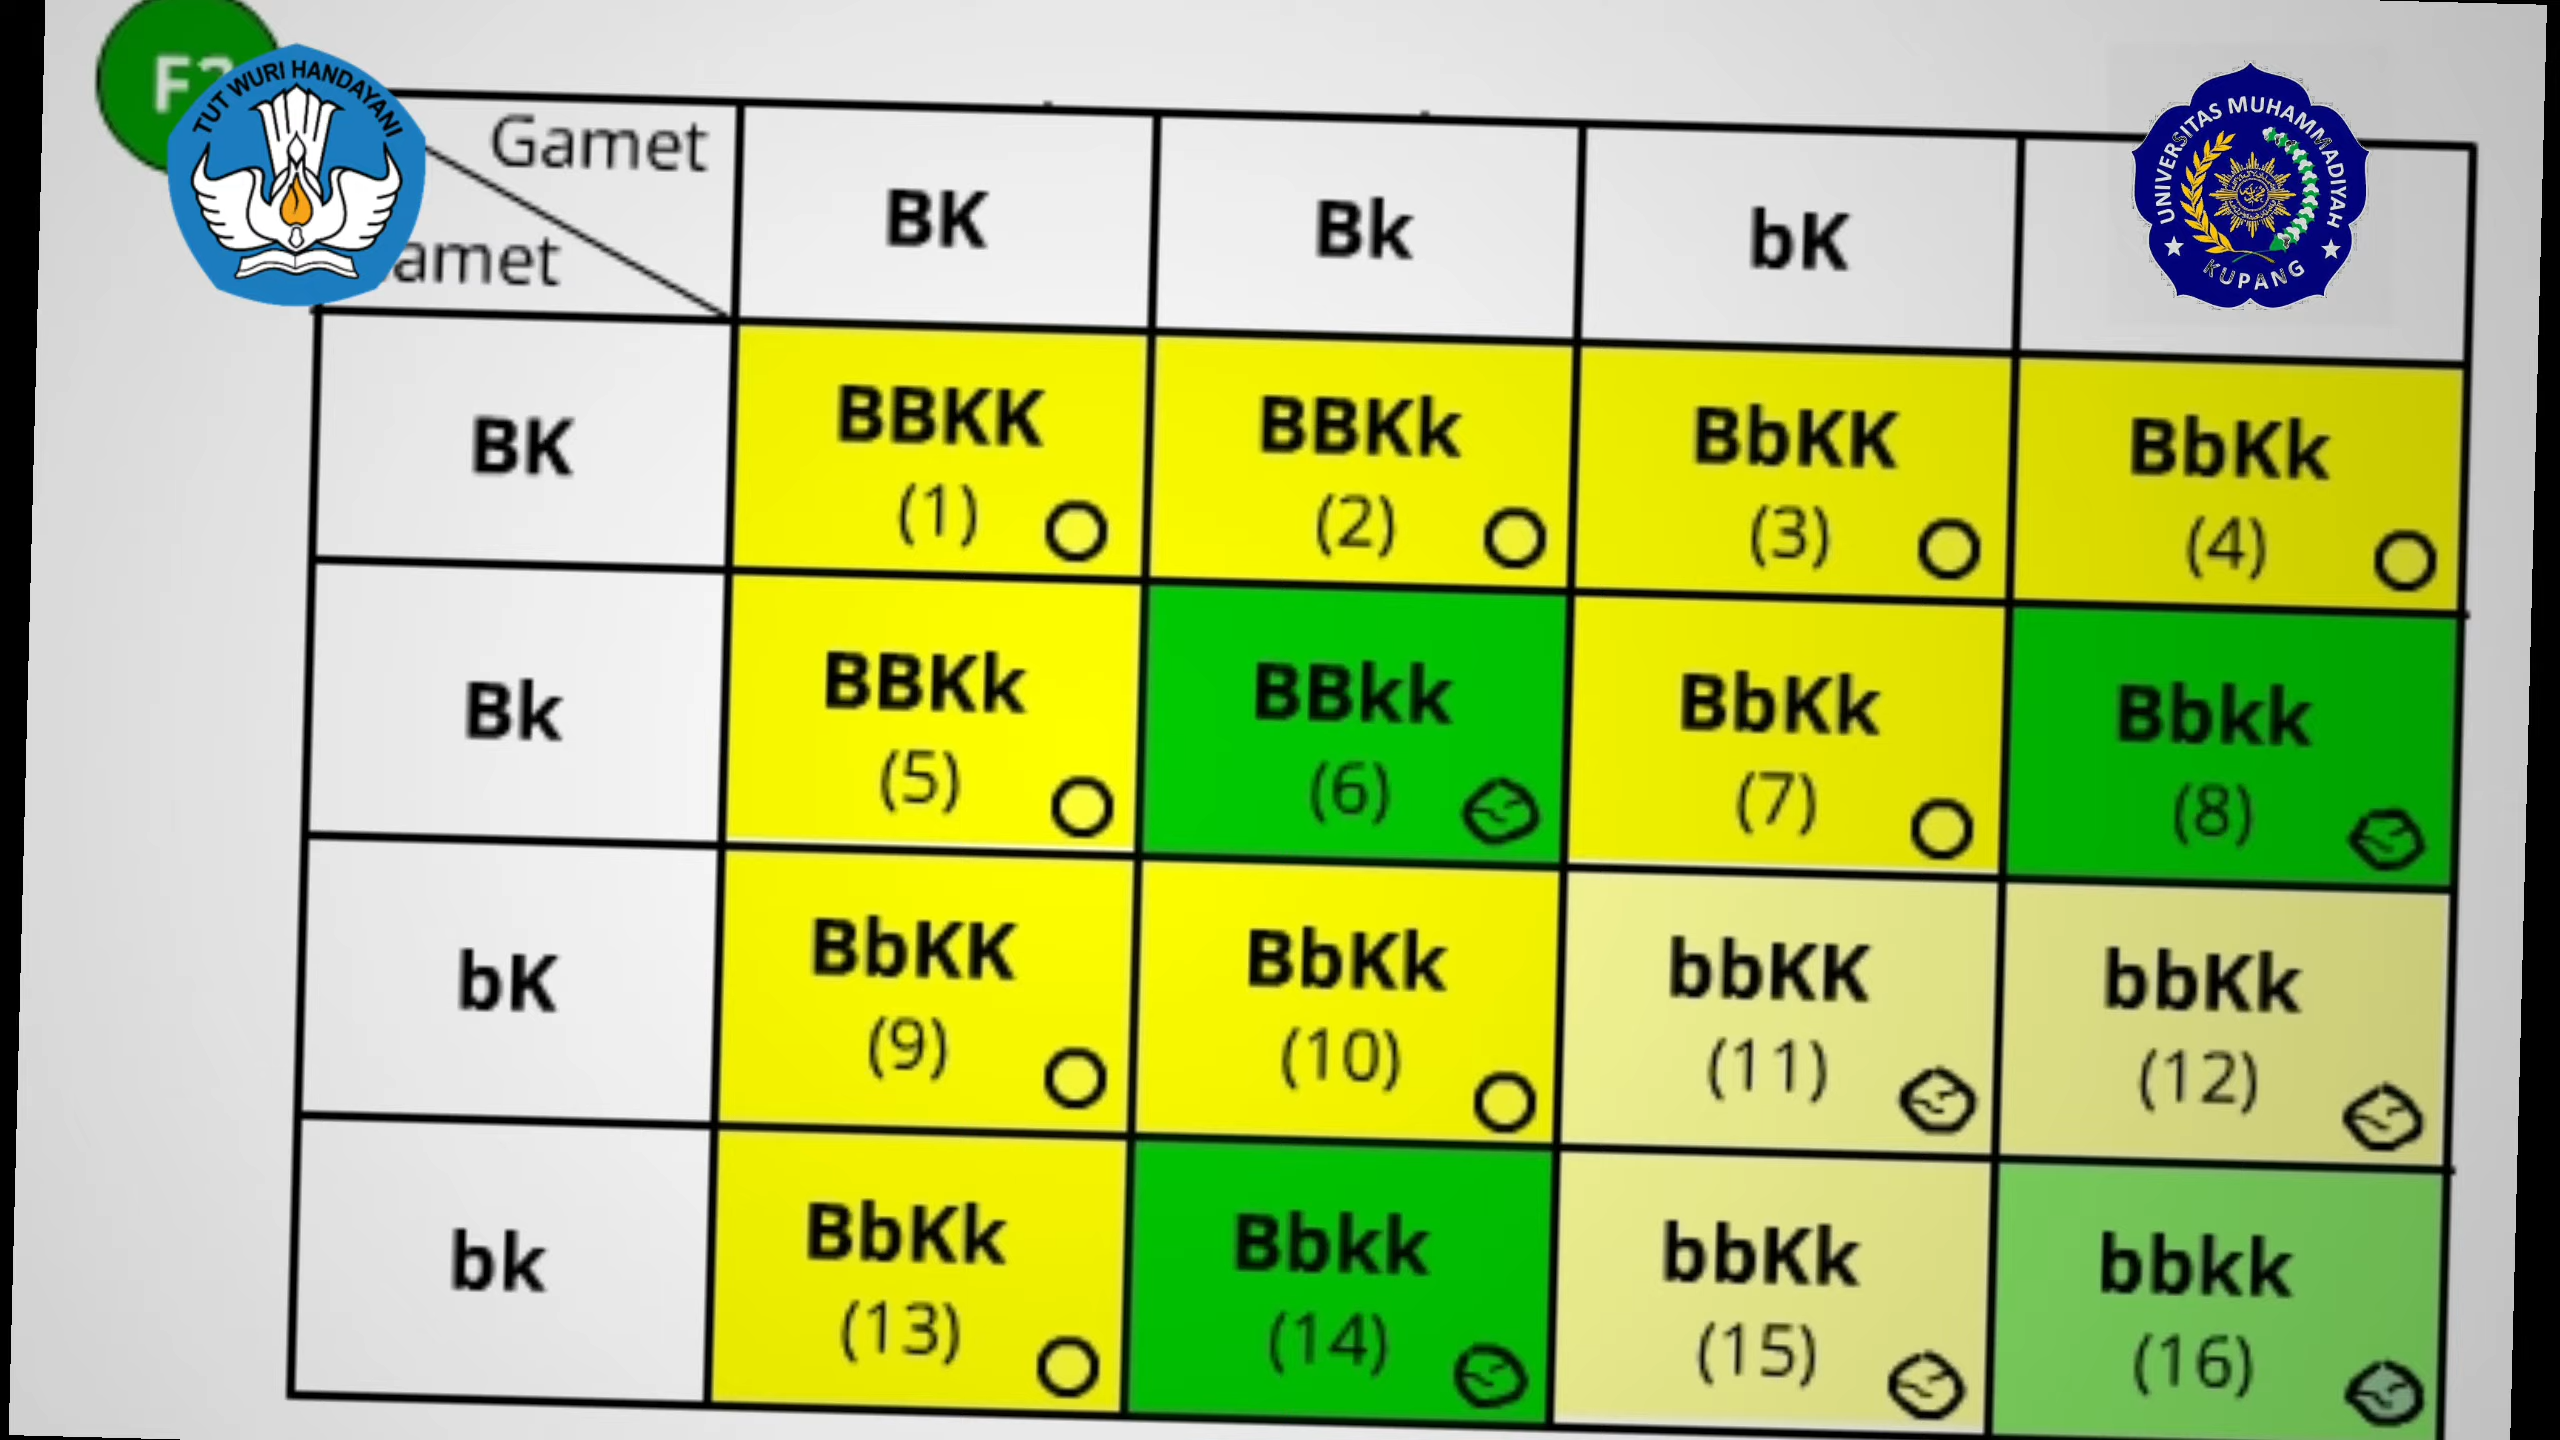 F2
TUT WURI HANDAYANI
UNIVERSITAS MUHAMMADIYAH
KUPANG
Gamet
amet
BK
Bk
bK
BK
BBKK
(1)
BBKk
(2)
BbKK
(3)
BbKk
(4)
Bk
BBKk
(5)
BBkk
(6)
BbKk
(7)
Bbkk
(8)
bK
BbKK
(9)
BbKk
(10)
bbKK
(11)
bbKk
(12)
bk
BbKk
(13)
Bbkk
(14)
bbKk
(15)
bbkk
(16)